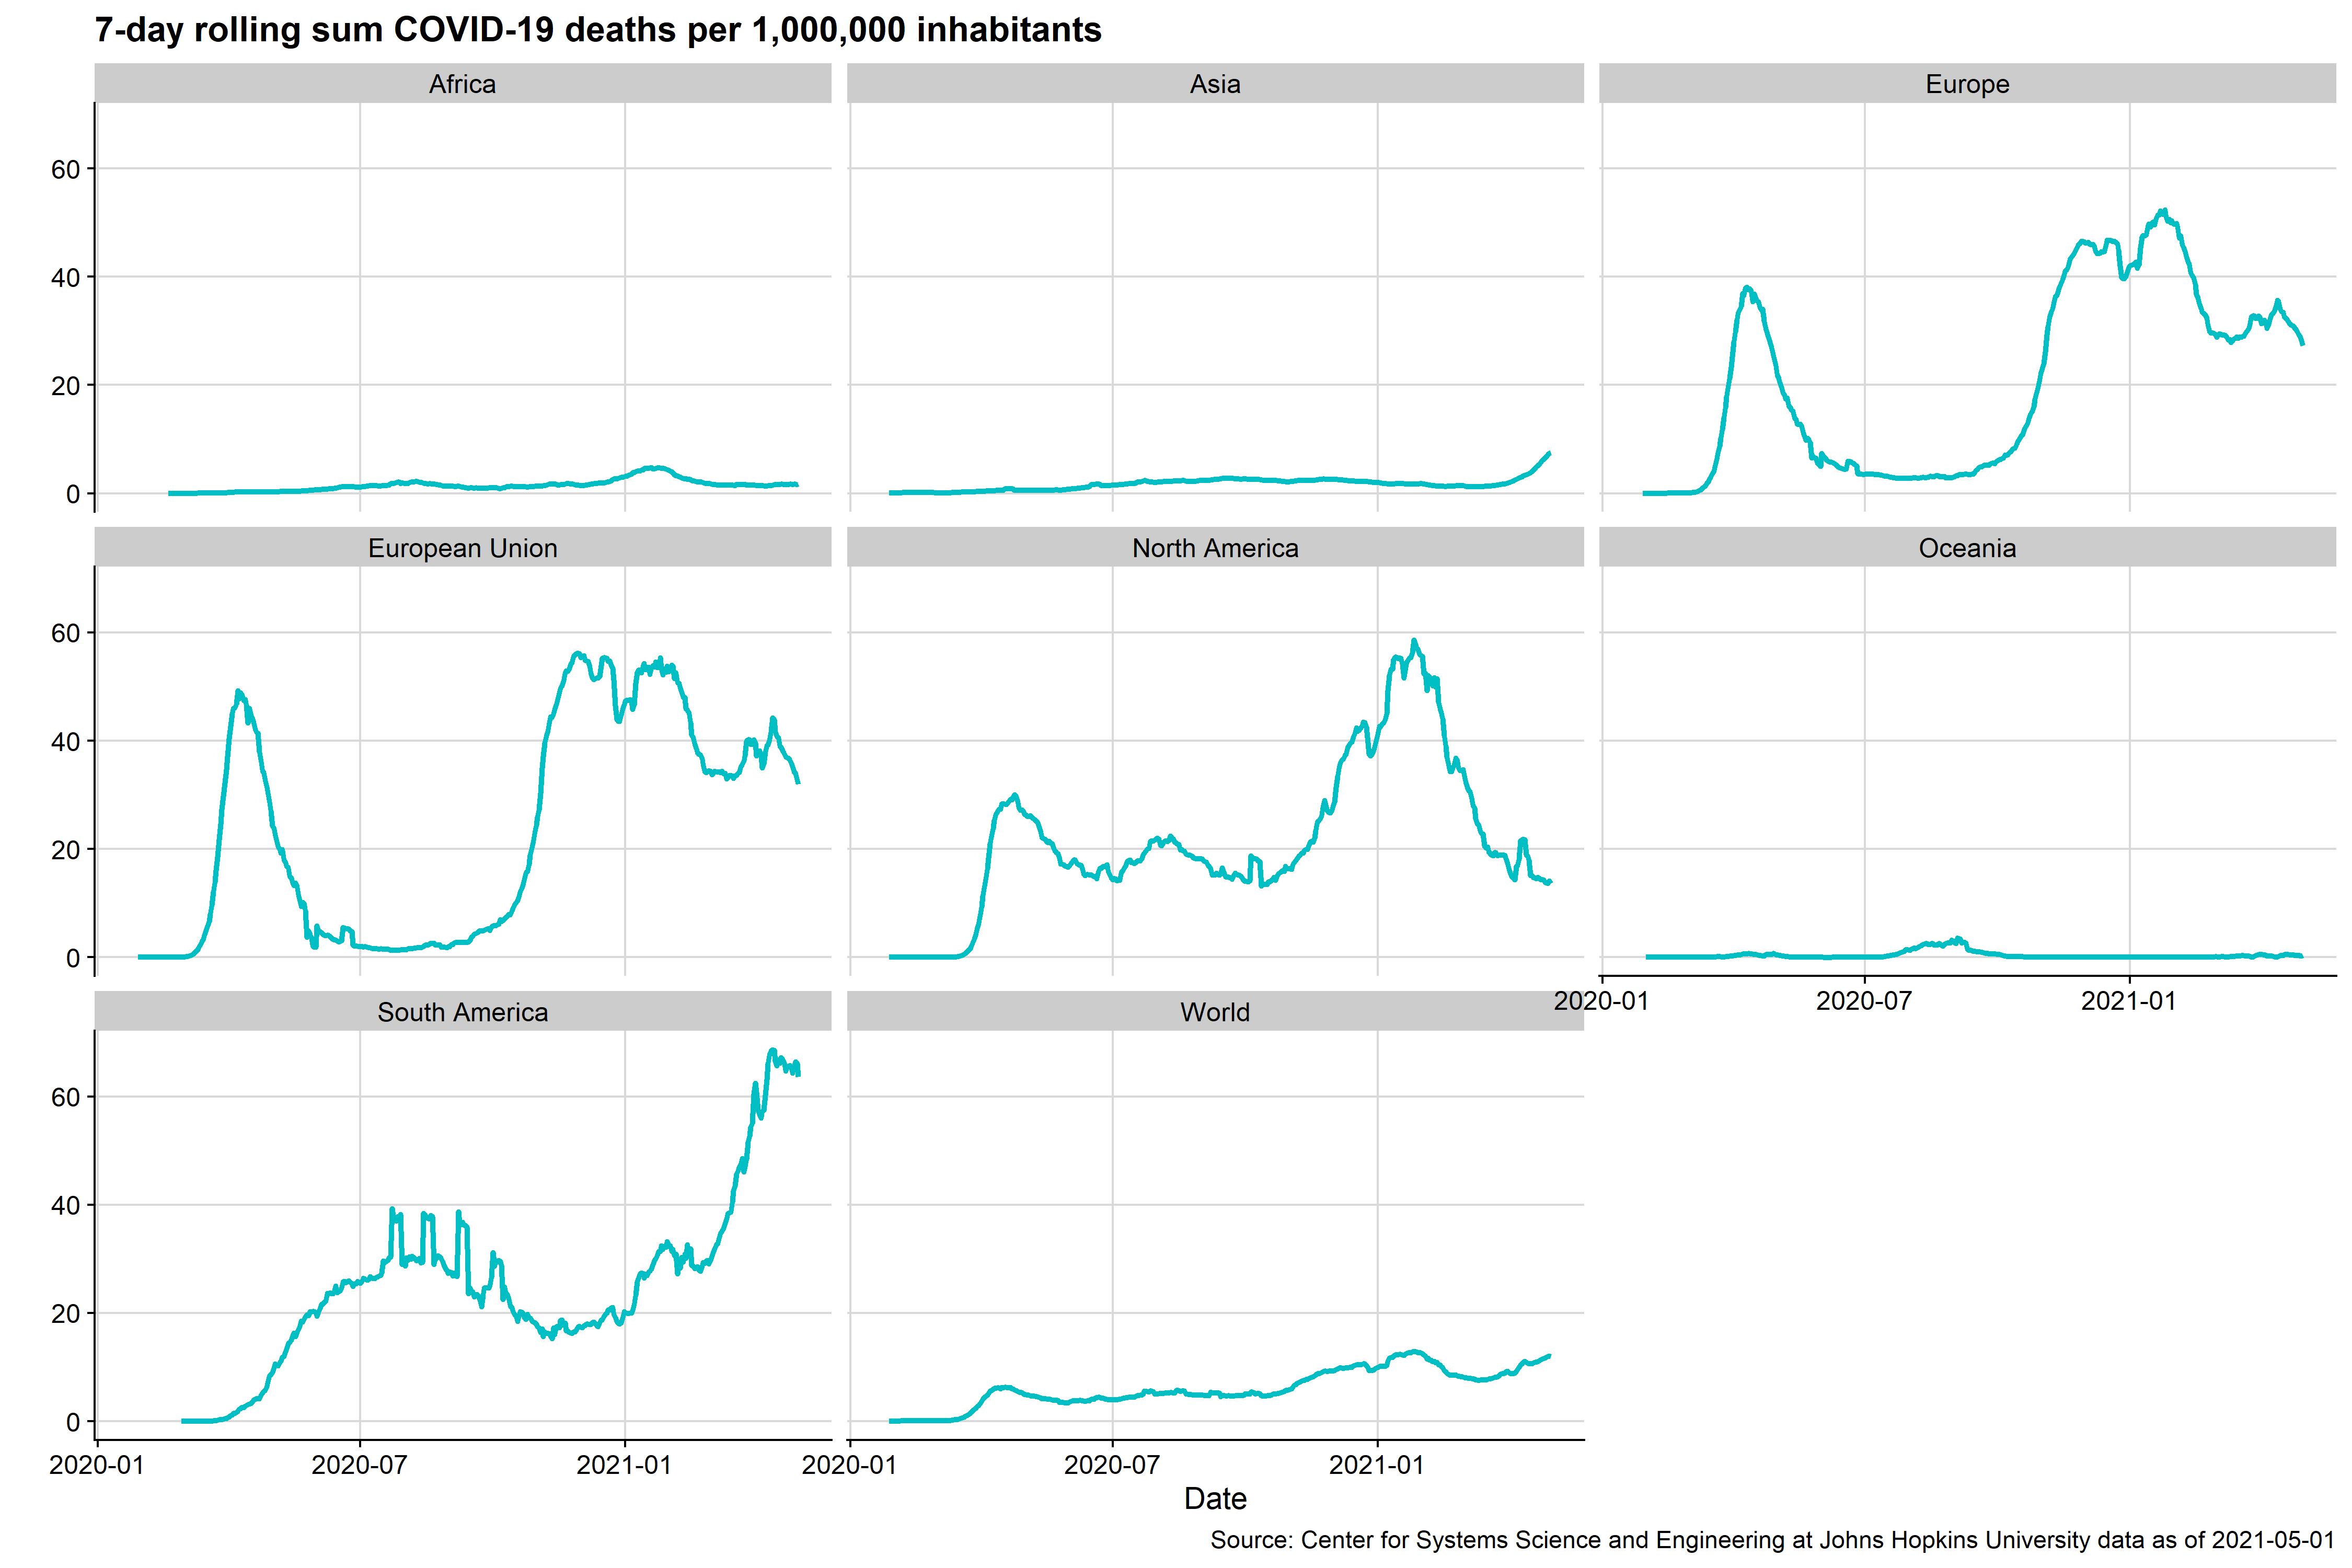 7-day rolling sum COVID-19 deaths per 1,000,000 inhabitants
Africa
Asia
Europe
60
40
20
0
European Union
North America
Oceania
60
40
20
0
2020-01
2020-07
2021-01
South America
World
60
40
20
0
2020-01
2020-07
2021-01
2020-01
2020-07
2021-01
Date
Source: Center for Systems Science and Engineering at Johns Hopkins University data as of 2021-05-01